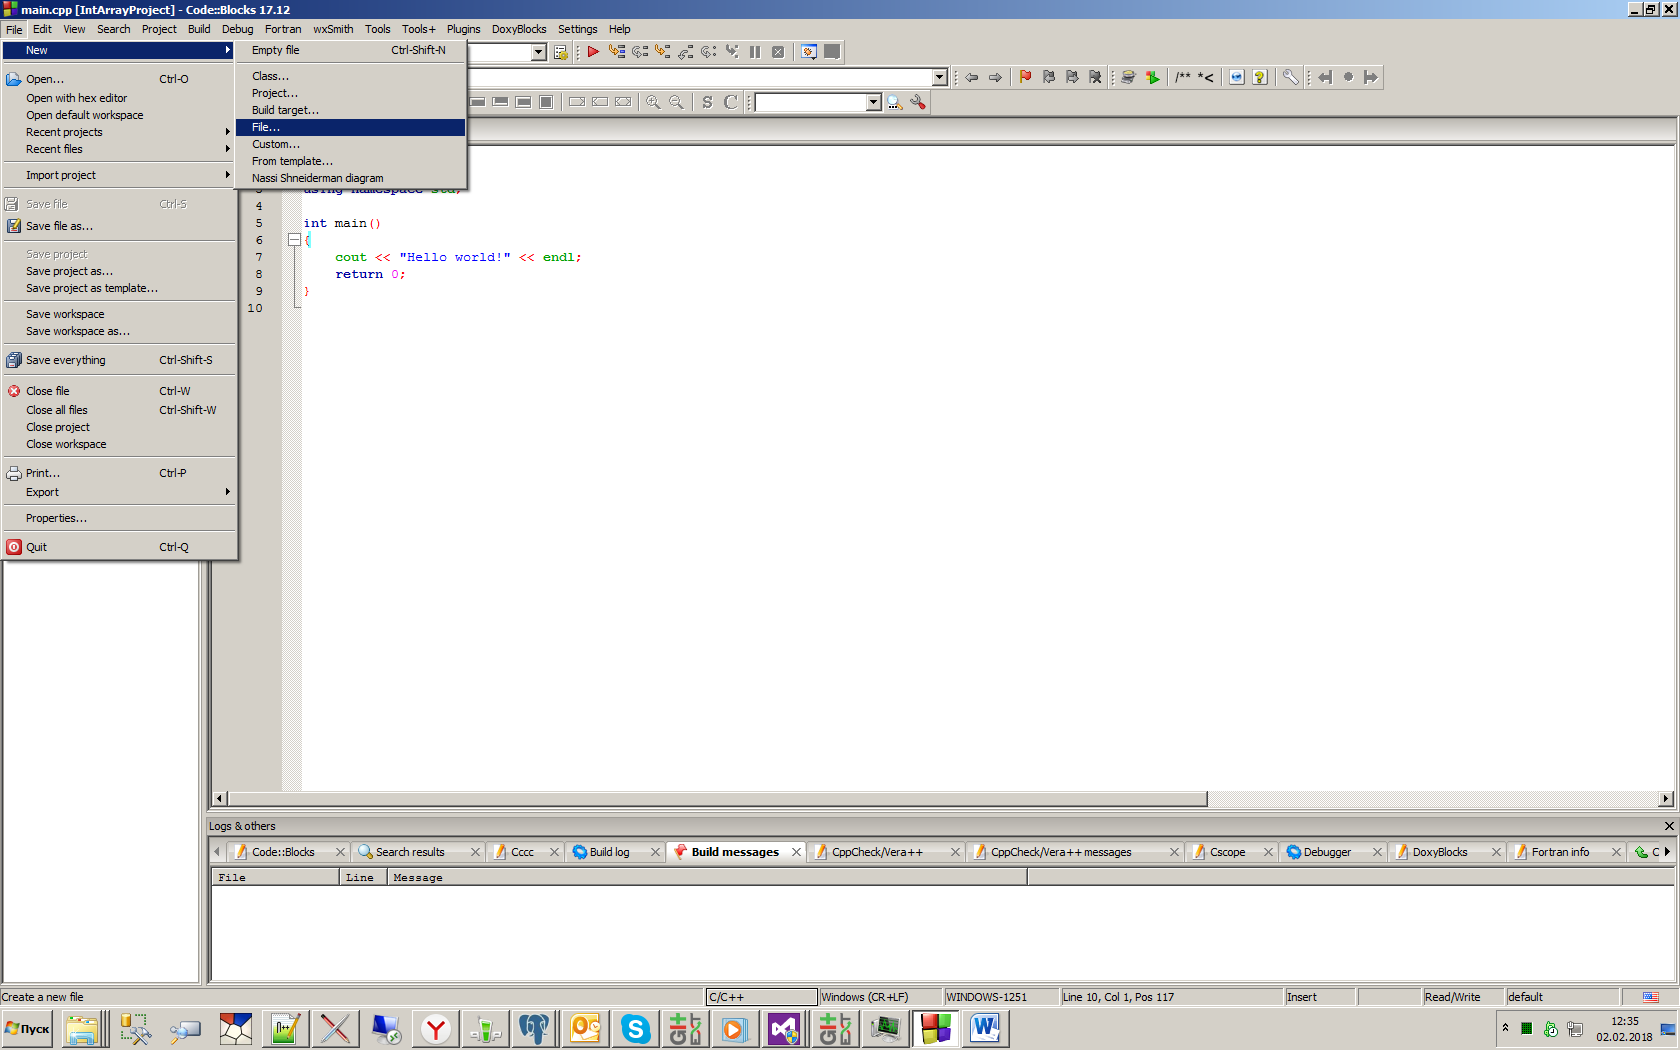 main.cpp [IntArrayProject] - Code::Blocks 17.12
File Edit View Search Project Build Debug Fortran wxSmith Tools Tools+ Plugins DoxyBlocks Settings Help
New
Open... Ctrl-O
Open with hex editor
Open default workspace
Recent projects
Recent files
Import project
Save file Ctrl-S
Save file as...
Save project
Save project as...
Save project as template...
Save workspace
Save workspace as...
Save everything Ctrl-Shift-S
Close file Ctrl-W
Close all files Ctrl-Shift-W
Close project
Close workspace
Print... Ctrl-P
Export
Properties...
Quit Ctrl-Q
Empty file Ctrl-Shift-N
Class...
Project...
Build target...
File...
Custom...
From template...
Nassi Shneiderman diagram
/** *<
S C
4
5 int main()
6 {
7 cout << "Hello world!" << endl;
8 return 0;
9 }
10
Logs & others
Code::Blocks Search results Cccc Build log Build messages CppCheck/Vera++ CppCheck/Vera++ messages Cscope Debugger DoxyBlocks Fortran info
File Line Message
Create a new file C/C++ Windows (CR+LF) WINDOWS-1251 Line 10, Col 1, Pos 117 Insert Read/Write default
Пуск
12:35
02.02.2018